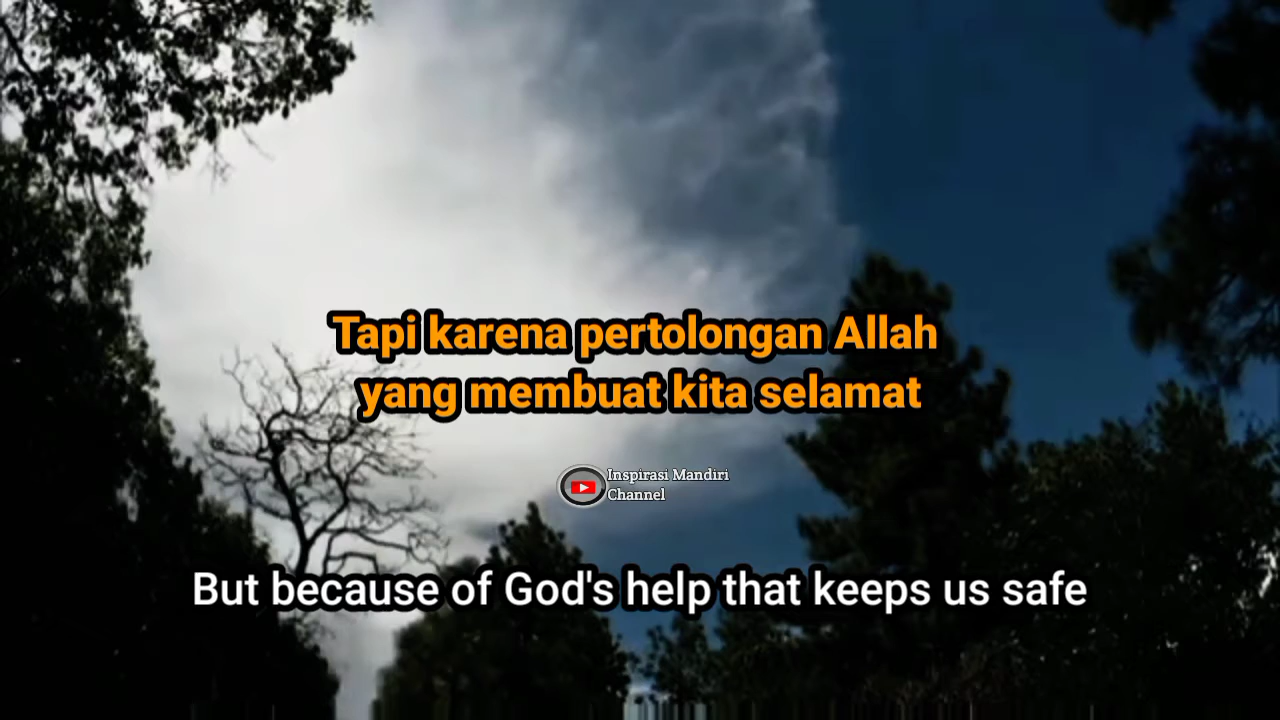 Tapi karena pertolongan Allah
yang membuat kita selamat
Inspirasi Mandiri
Channel
But because of God's help that keeps us safe